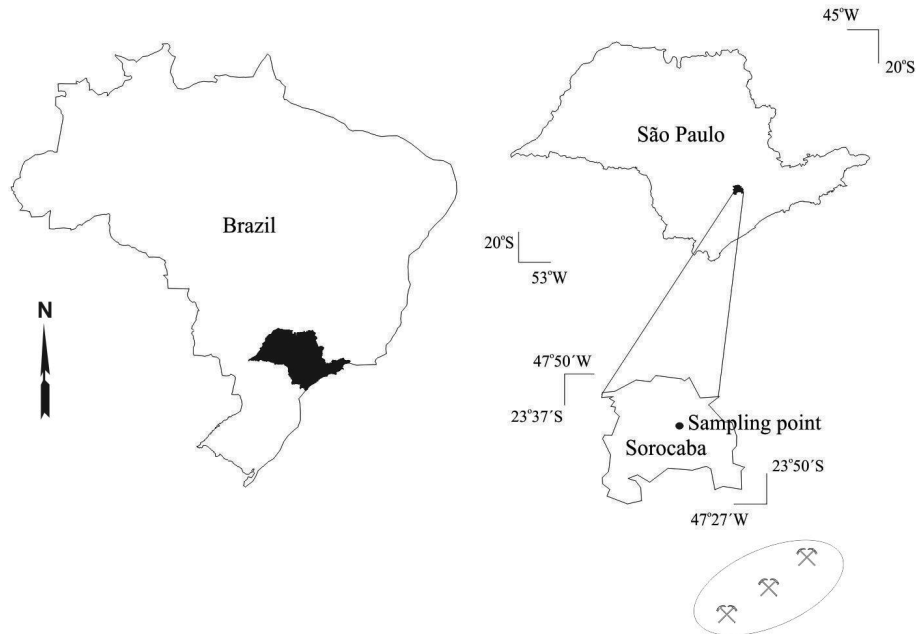 45°W
20°S
São Paulo
Brazil
20°S
53°W
N
47°50´W
23°37´S
Sampling point
Sorocaba
23°50´S
47°27´W